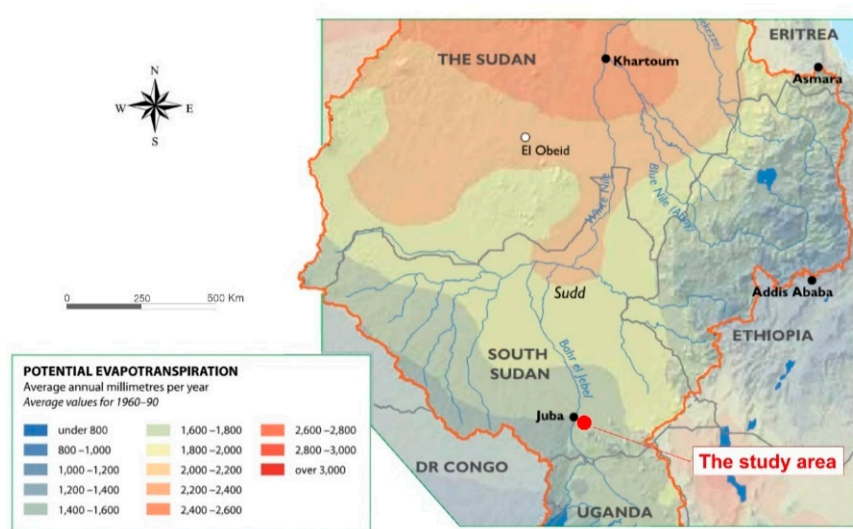 ERITREA
THE SUDAN
Khartoum
Asmara
N
W E
S
El Obeid
White Nile
Blue Nile (Abay)
0 250 500 Km
Sudd
Addis Ababa
ETHIOPIA
POTENTIAL EVAPOTRANSPIRATION
Average annual millimetres per year
Average values for 1960–90
under 800
800 –1,000
1,000 –1,200
1,200 –1,400
1,400 –1,600
1,600 –1,800
1,800 –2,000
2,000 –2,200
2,200 –2,400
2,400 –2,600
2,600 –2,800
2,800 –3,000
over 3,000
SOUTH
SUDAN
Bahr el Jebel
Juba
The study area
DR CONGO
UGANDA